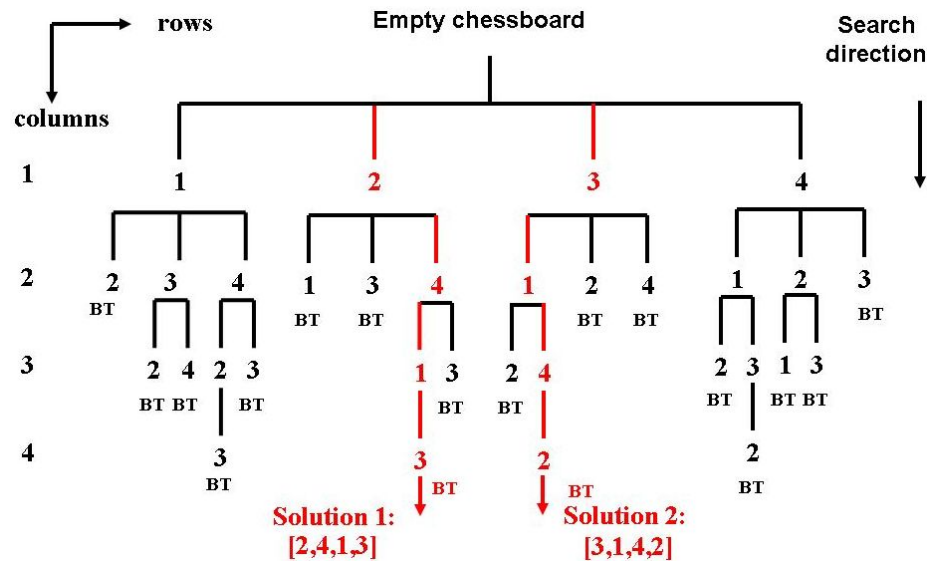 rows
Empty chessboard
Search
direction
columns
1
1 2 3 4
2
2 3 4 1 3 4 1 2 4 1 2 3
BT BT BT BT BT BT
3
2 4 2 3 1 3 2 4 2 3 1 3
BT BT BT BT BT BT BT BT
4
3 3 2 2
BT BT BT BT
Solution 1:
[2,4,1,3]
Solution 2:
[3,1,4,2]